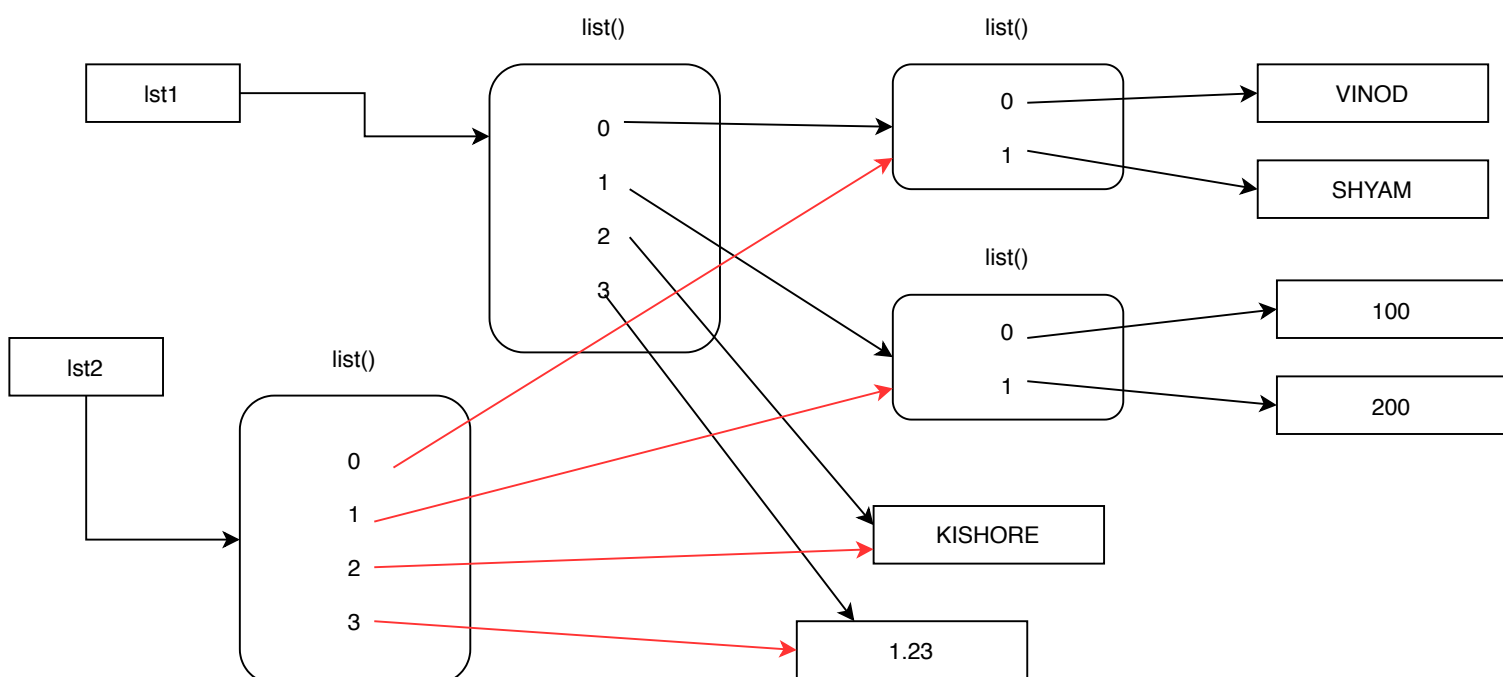 list()
list()
lst1
0
1
2
3
0
1
VINOD
SHYAM
list()
0
1
100
200
lst2
list()
0
1
2
3
KISHORE
1.23